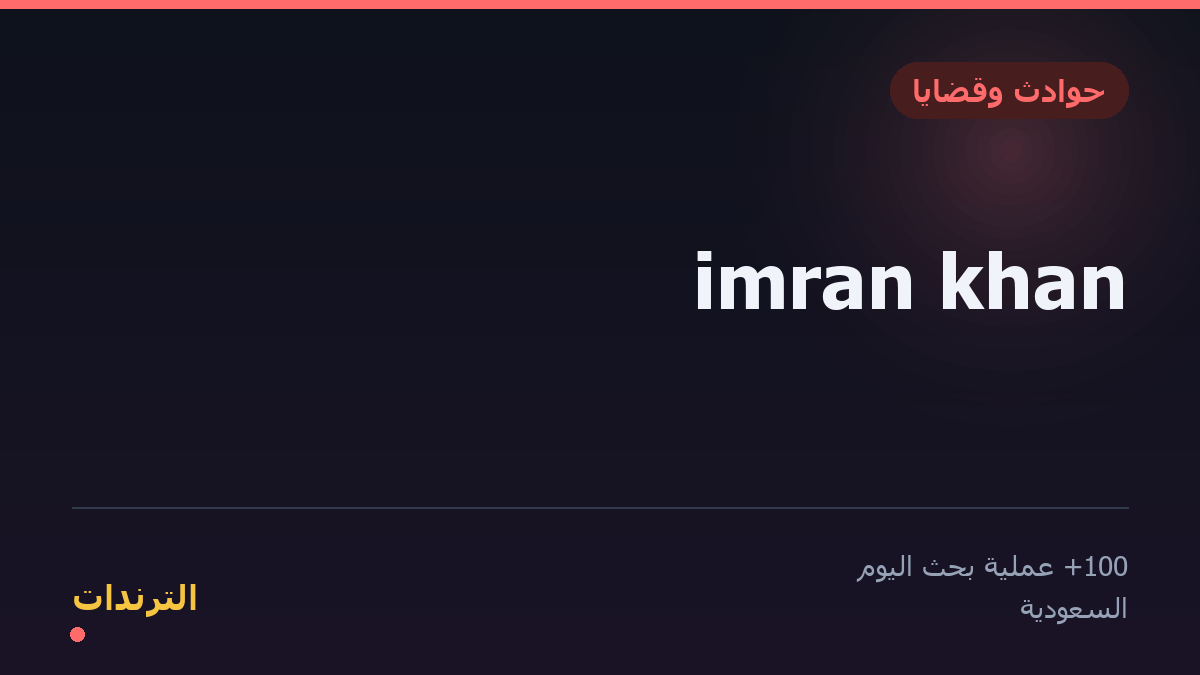 حوادث وقضايا
imran khan
+100 عملية بحث اليوم
السعودية
الترندات